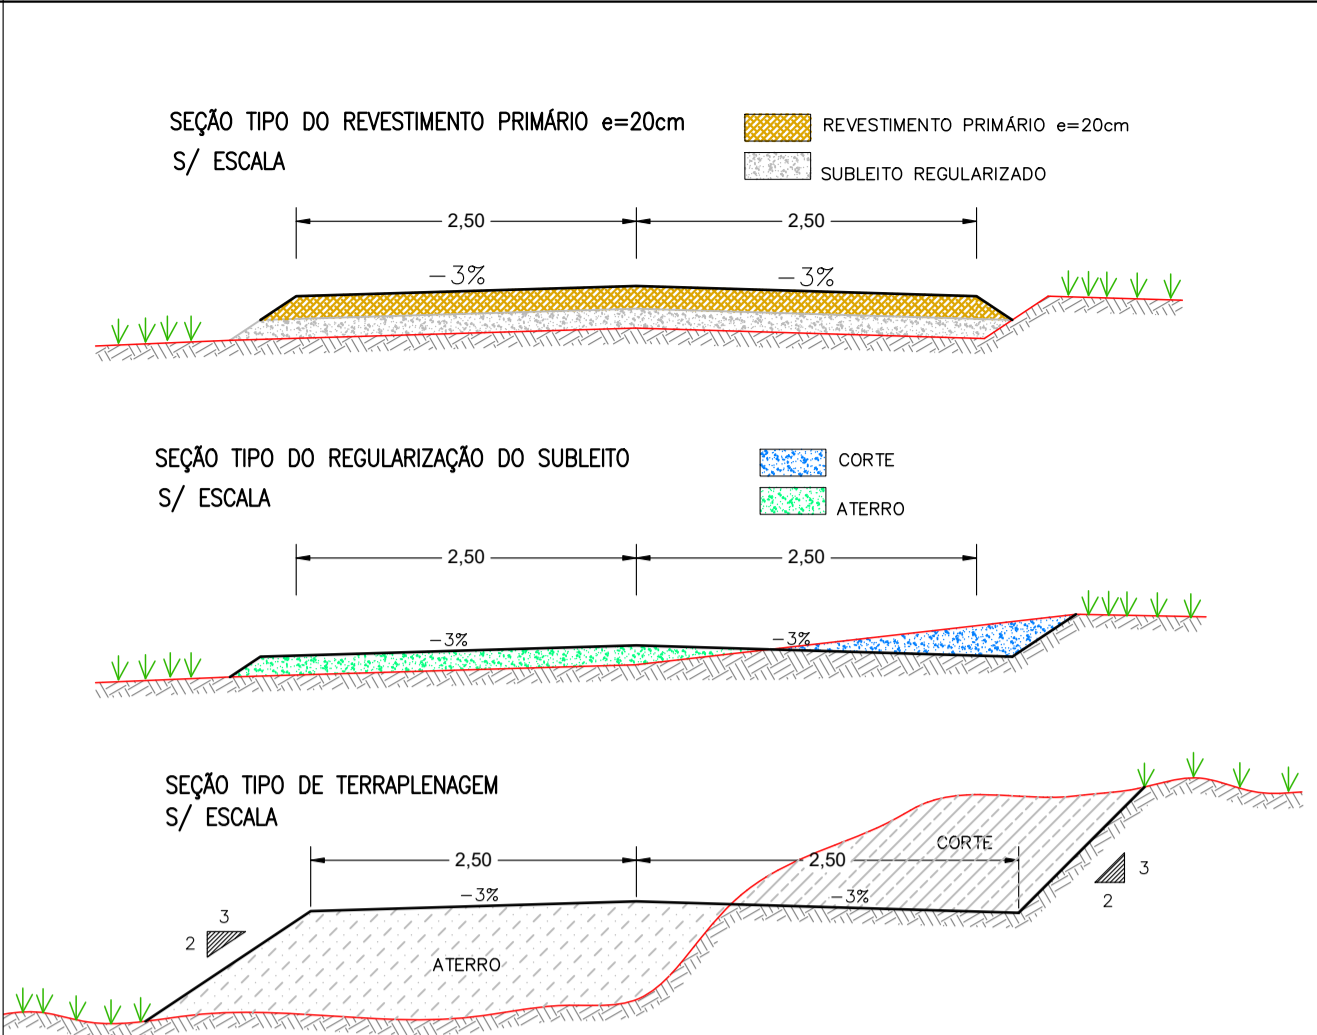 SEÇÃO TIPO DO REVESTIMENTO PRIMÁRIO e=20cm
S/ ESCALA
REVESTIMENTO PRIMÁRIO e=20cm
SUBLEITO REGULARIZADO
2,50
2,50
-3%
-3%
SEÇÃO TIPO DO REGULARIZAÇÃO DO SUBLEITO
S/ ESCALA
CORTE
ATERRO
2,50
2,50
-3%
-3%
SEÇÃO TIPO DE TERRAPLENAGEM
S/ ESCALA
CORTE
2,50
2,50
-3%
-3%
3
2
3
2
ATERRO